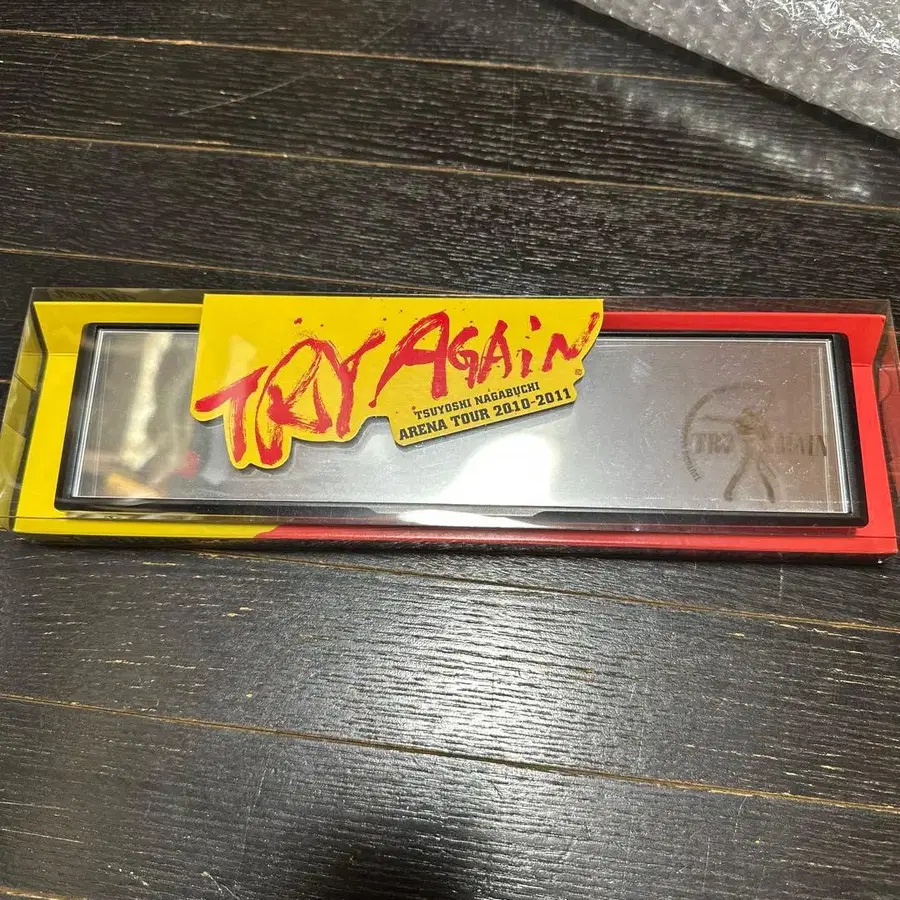 TRY AGAiN
TSUYOSHI NAGABUCHI
ARENA TOUR 2010-2011